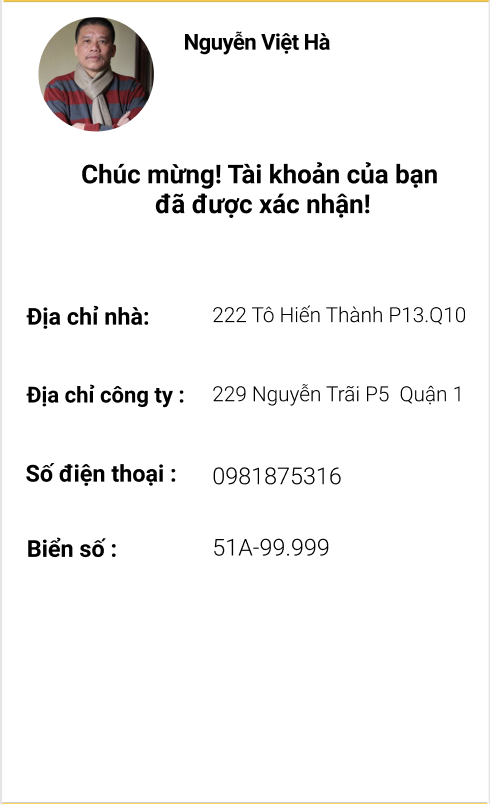 Nguyễn Việt Hà
Chúc mừng! Tài khoản của bạn
đã được xác nhận!
Địa chỉ nhà: 222 Tô Hiến Thành P13.Q10
Địa chỉ công ty : 229 Nguyễn Trãi P5 Quận 1
Số điện thoại : 0981875316
Biển số : 51A-99.999